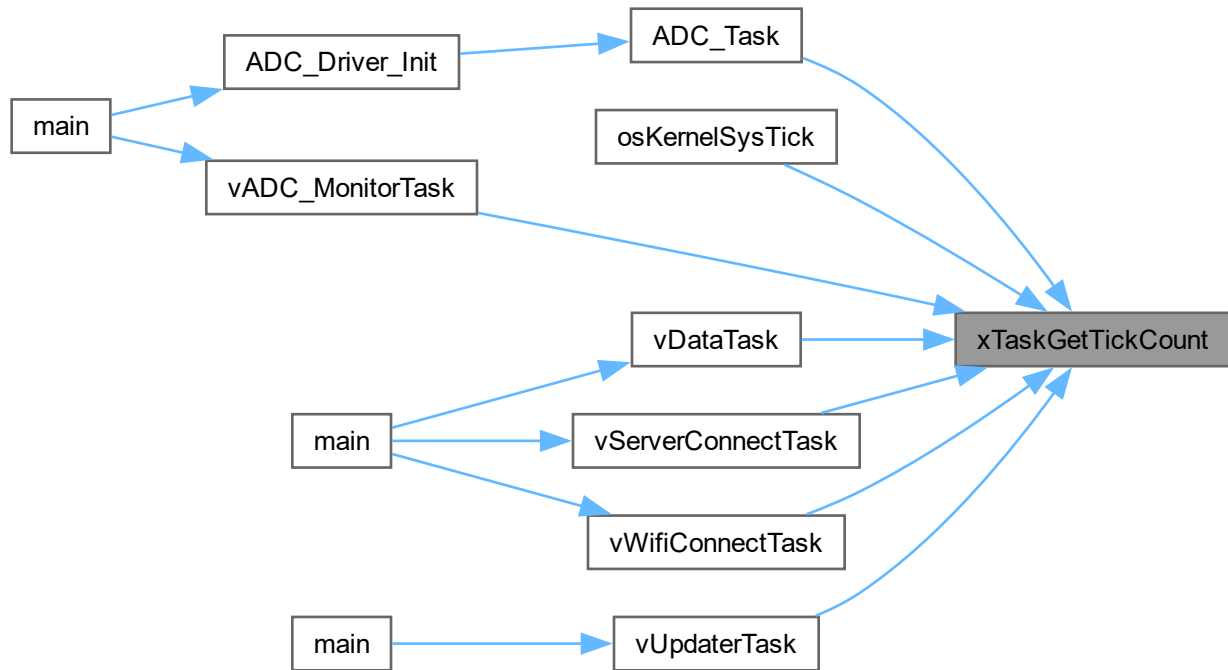 ADC_Task
ADC_Driver_Init
main
osKernelSysTick
vADC_MonitorTask
xTaskGetTickCount
vDataTask
main
vServerConnectTask
vWifiConnectTask
main
vUpdaterTask